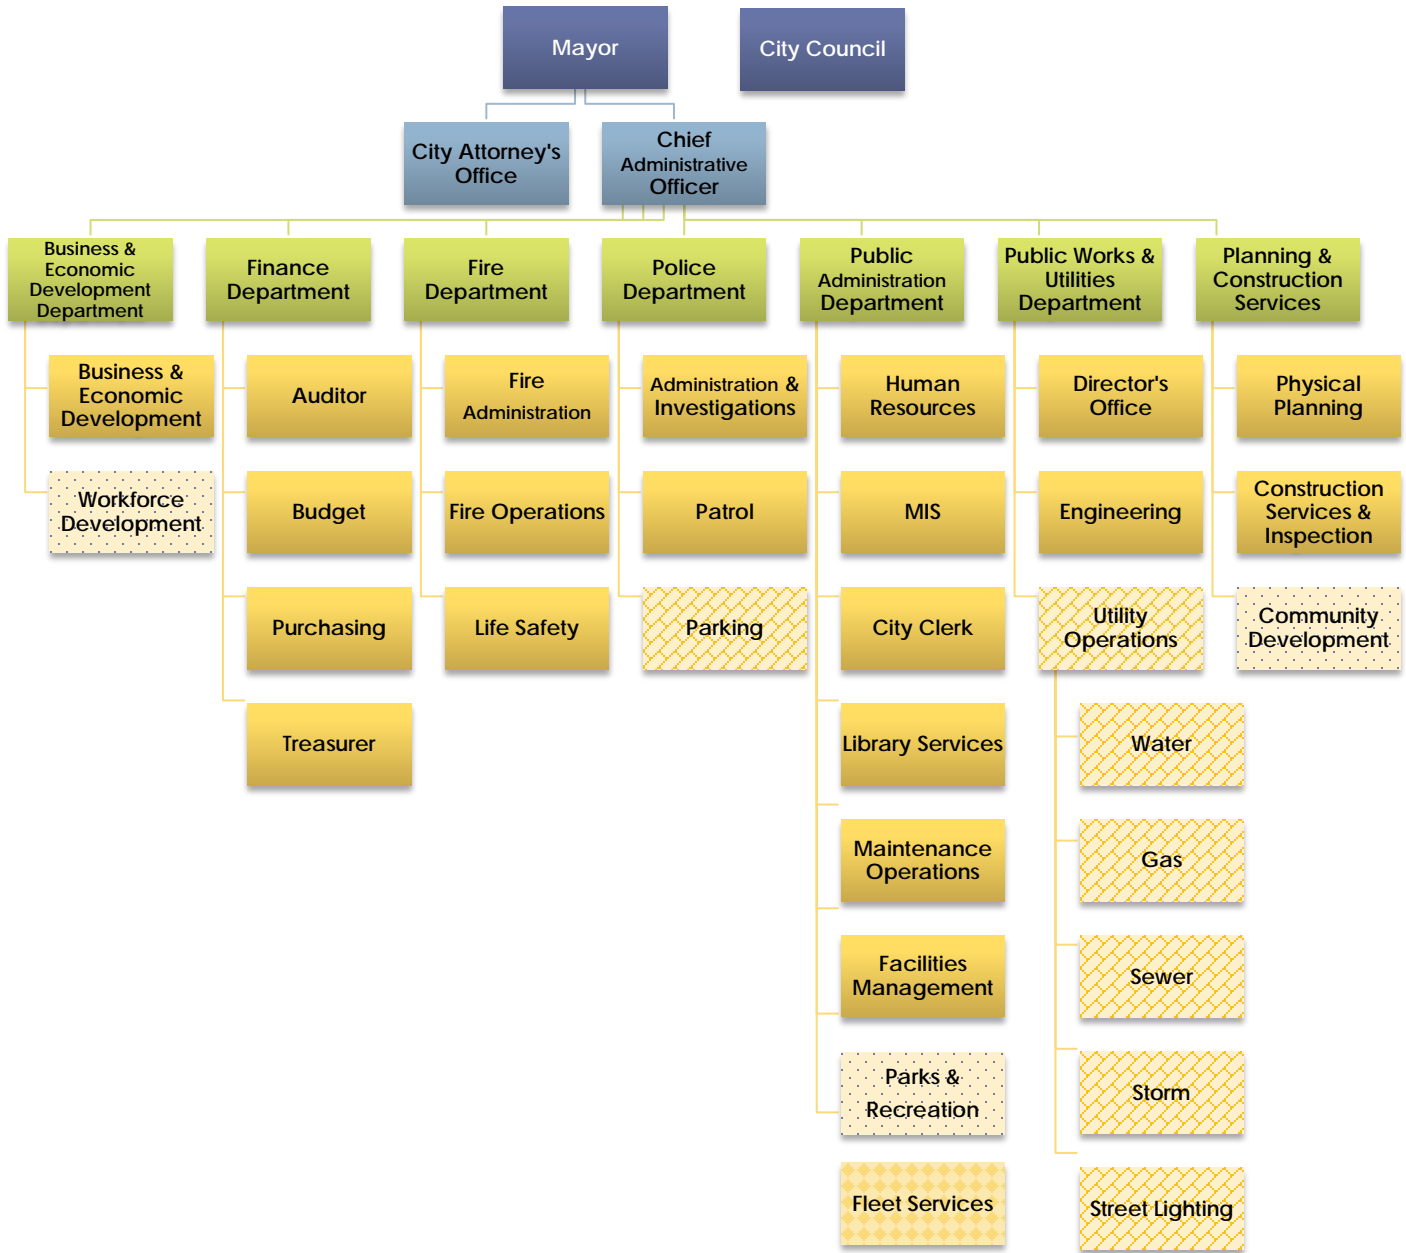 Mayor
City Council
City Attorney's
Office
Chief
Administrative
Officer
Business &
Economic
Development
Department
Finance
Department
Fire
Department
Police
Department
Public
Administration
Department
Public Works &
Utilities
Department
Planning &
Construction
Services
Business &
Economic
Development
Auditor
Fire
Administration
Administration &
Investigations
Human
Resources
Director's
Office
Physical
Planning
Workforce
Development
Budget
Fire Operations
Patrol
MIS
Engineering
Construction
Services &
Inspection
Purchasing
Life Safety
Parking
City Clerk
Utility
Operations
Community
Development
Treasurer
Library Services
Water
Maintenance
Operations
Gas
Facilities
Management
Sewer
Parks &
Recreation
Storm
Fleet Services
Street Lighting